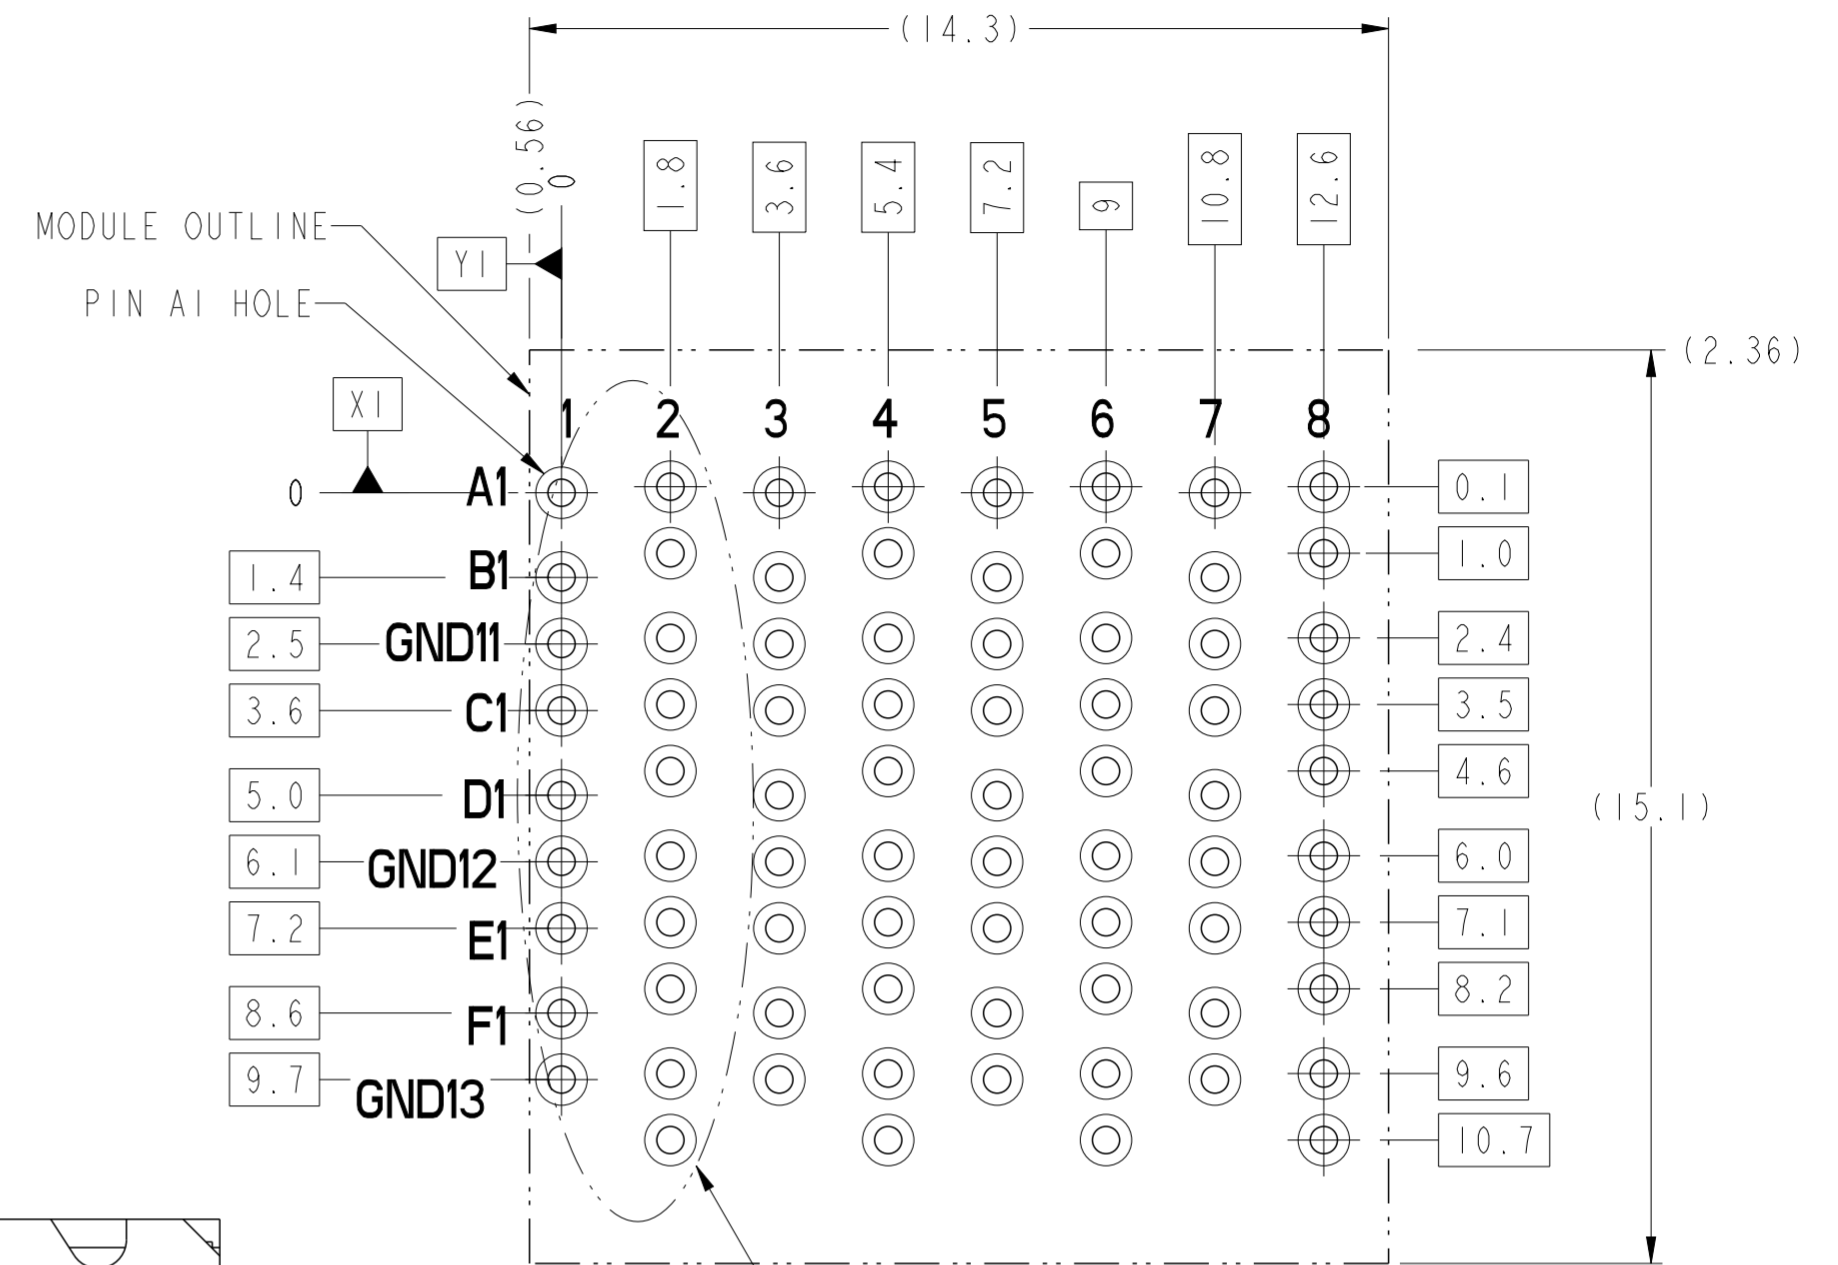 (14.3)
(0.56)
0
1.8
3.6
5.4
7.2
9
10.8
12.6
MODULE OUTLINE
Y1
PIN A1 HOLE
(2.36)
X1
1 2 3 4 5 6 7 8
0 A1 0.1
1.0
1.4 B1
2.5 GND11 2.4
3.6 C1 3.5
4.6
5.0 D1
(15.1)
6.1 GND12 6.0
7.2 E1 7.1
8.2
8.6 F1
9.7 GND13 9.6
10.7